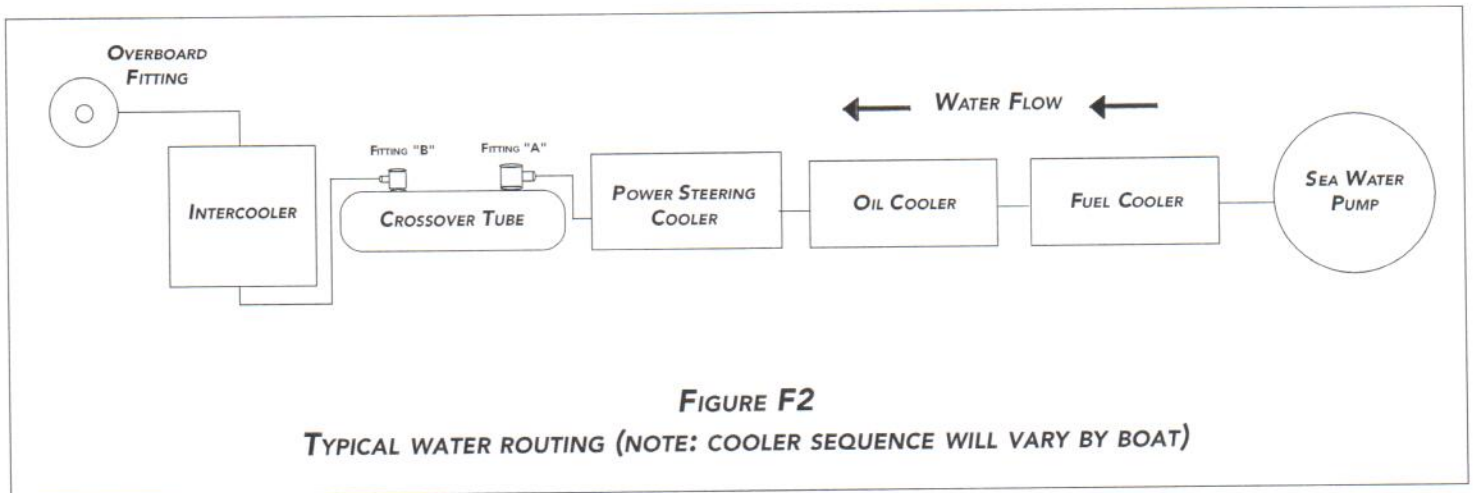 OVERBOARD
FITTING
WATER FLOW
FITTING "B"
FITTING "A"
INTERCOOLER
CROSSOVER TUBE
POWER STEERING
COOLER
OIL COOLER
FUEL COOLER
SEA WATER
PUMP
FIGURE F2
TYPICAL WATER ROUTING (NOTE: COOLER SEQUENCE WILL VARY BY BOAT)